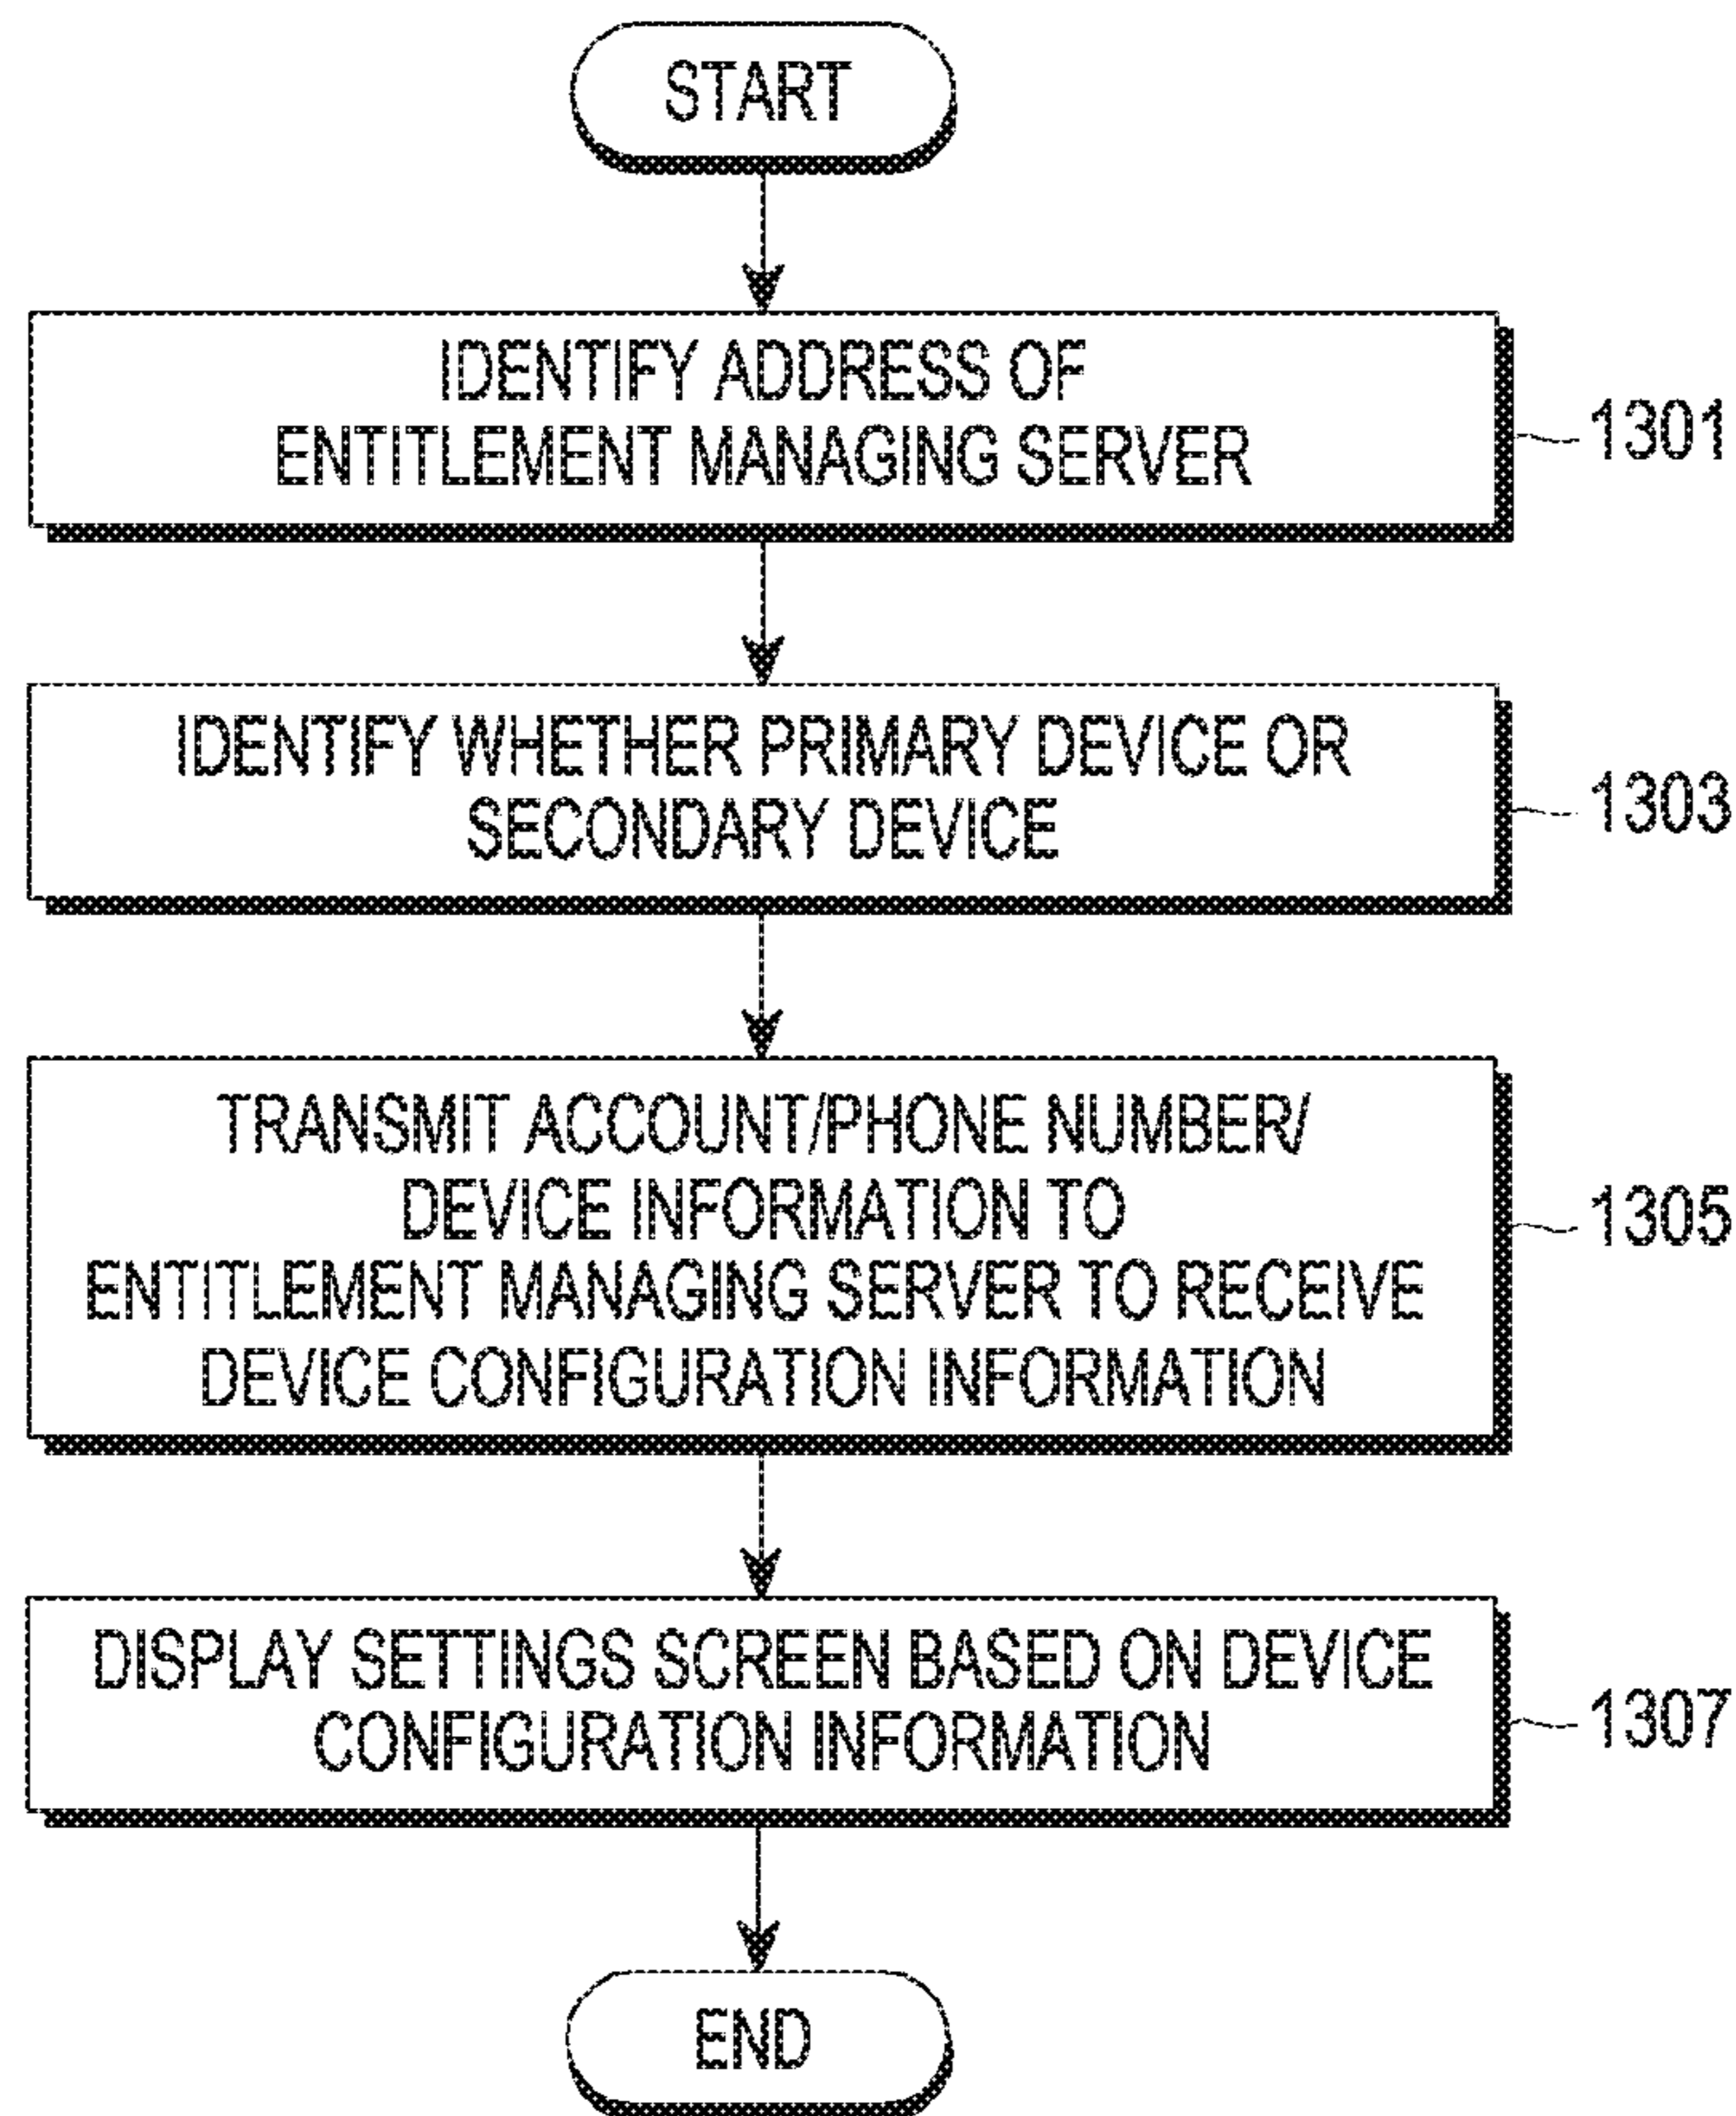 START
IDENTIFY ADDRESS OF
ENTITLEMENT MANAGING SERVER
1301
IDENTIFY WHETHER PRIMARY DEVICE OR
SECONDARY DEVICE
1303
TRANSMIT ACCOUNT/PHONE NUMBER/
DEVICE INFORMATION TO
ENTITLEMENT MANAGING SERVER TO RECEIVE
DEVICE CONFIGURATION INFORMATION
1305
DISPLAY SETTINGS SCREEN BASED ON DEVICE
CONFIGURATION INFORMATION
1307
END